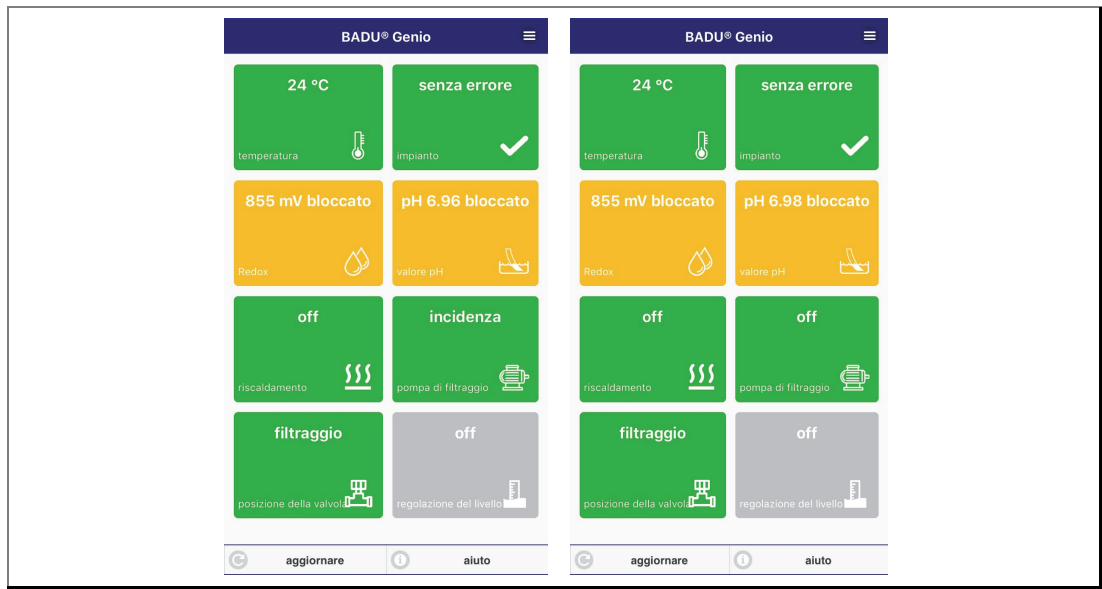 BADU® Genio
24 °C
senza errore
temperatura
impianto
855 mV bloccato
pH 6.96 bloccato
Redox
valore pH
off
incidenza
riscaldamento
pompa di filtraggio
filtraggio
off
posizione della valvola
regolazione del livello
aggiornare
aiuto
BADU® Genio
24 °C
senza errore
temperatura
impianto
855 mV bloccato
pH 6.98 bloccato
Redox
valore pH
off
off
riscaldamento
pompa di filtraggio
filtraggio
off
posizione della valvola
regolazione del livello
aggiornare
aiuto